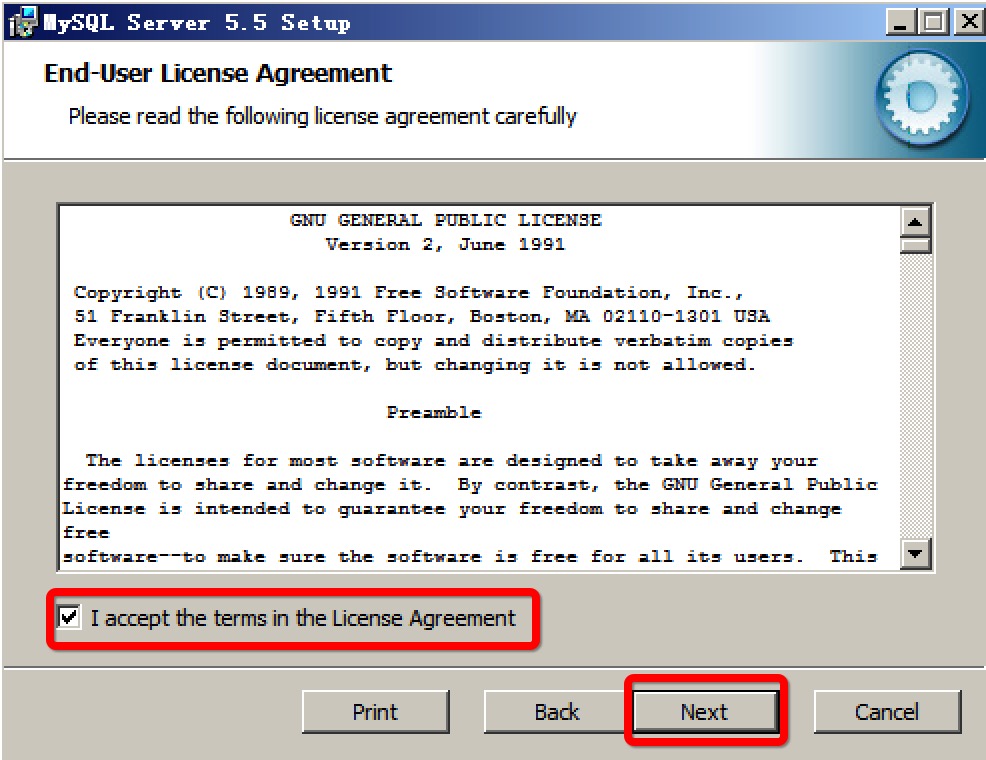 MySQL Server 5.5 Setup
End-User License Agreement
Please read the following license agreement carefully
GNU GENERAL PUBLIC LICENSE
Version 2, June 1991
Copyright (C) 1989, 1991 Free Software Foundation, Inc.,
51 Franklin Street, Fifth Floor, Boston, MA 02110-1301 USA
Everyone is permitted to copy and distribute verbatim copies
of this license document, but changing it is not allowed.
Preamble
The licenses for most software are designed to take away your
freedom to share and change it.  By contrast, the GNU General Public
License is intended to guarantee your freedom to share and change
free
software--to make sure the software is free for all its users.  This
I accept the terms in the License Agreement
Print Back Next Cancel